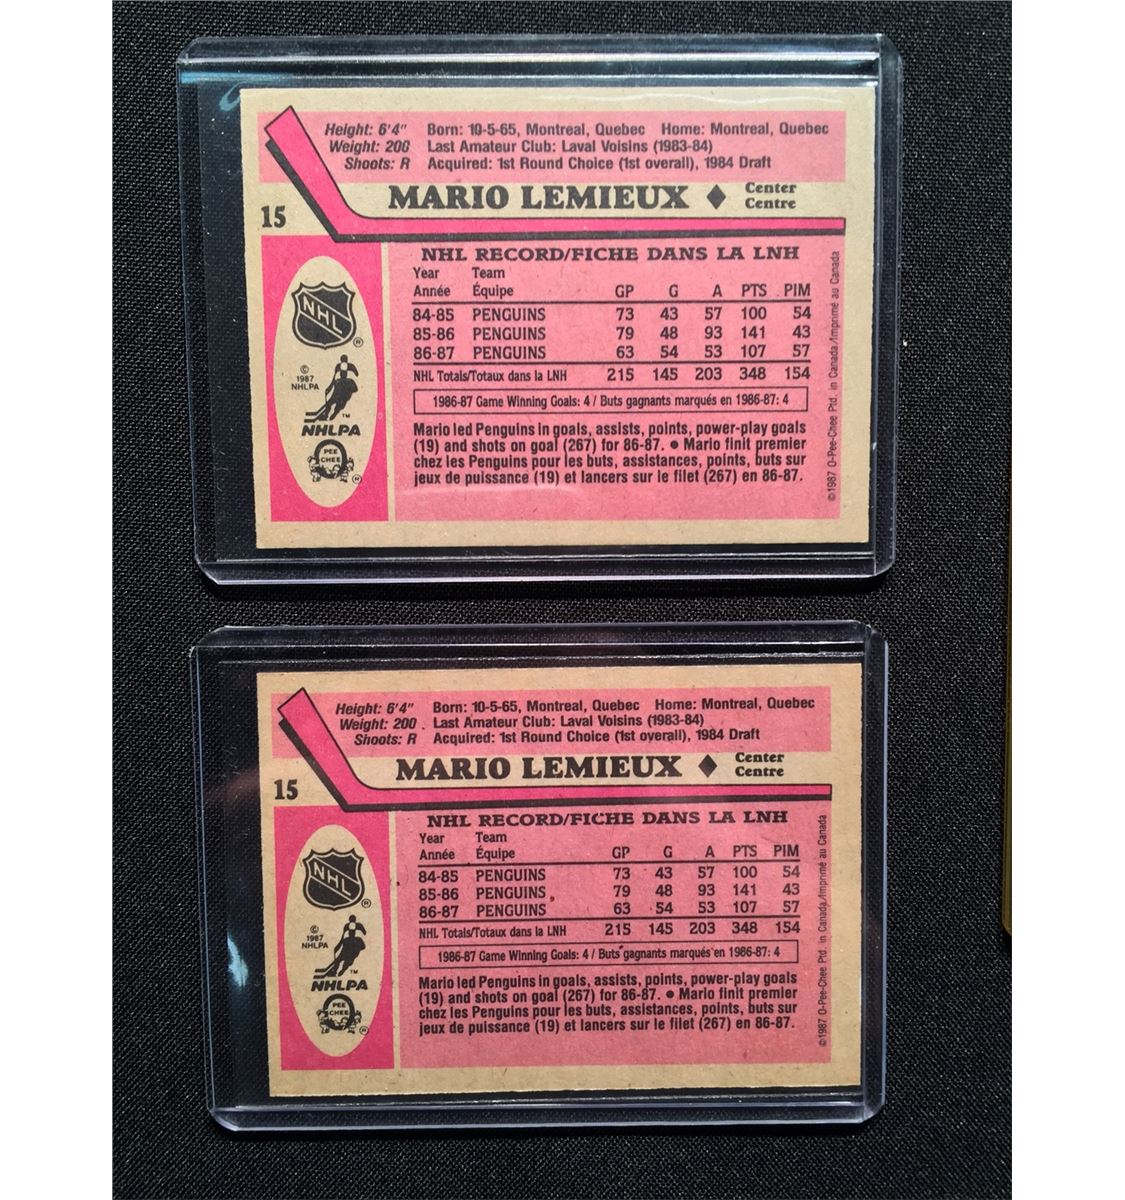 Height: 6'4" Born: 10-5-65, Montreal, Quebec Home: Montreal, Quebec
Weight: 200 Last Amateur Club: Laval Voisins (1983-84)
Shoots: R Acquired: 1st Round Choice (1st overall), 1984 Draft
15 MARIO LEMIEUX ♦ Center
Centre
NHL RECORD/FICHE DANS LA LNH
Year Team
Année Équipe GP G A PTS PIM
84-85 PENGUINS 73 43 57 100 54
85-86 PENGUINS 79 48 93 141 43
86-87 PENGUINS 63 54 53 107 57
NHL Totals/Totaux dans la LNH 215 145 203 348 154
1986-87 Game Winning Goals: 4 / Buts gagnants marqués en 1986-87: 4
Mario led Penguins in goals, assists, points, power-play goals
(19) and shots on goal (267) for 86-87. ● Mario finit premier
chez les Penguins pour les buts, assistances, points, buts sur
jeux de puissance (19) et lancers sur le filet (267) en 86-87.
NHL
®
©
1987
NHLPA
™
NHLPA
PEE
CHEE
®
©1987 O-Pee-Chee Ptd. in Canada/Imprimé au Canada
Height: 6'4" Born: 10-5-65, Montreal, Quebec Home: Montreal, Quebec
Weight: 200 Last Amateur Club: Laval Voisins (1983-84)
Shoots: R Acquired: 1st Round Choice (1st overall), 1984 Draft
15 MARIO LEMIEUX ♦ Center
Centre
NHL RECORD/FICHE DANS LA LNH
Year Team
Année Équipe GP G A PTS PIM
84-85 PENGUINS 73 43 57 100 54
85-86 PENGUINS 79 48 93 141 43
86-87 PENGUINS 63 54 53 107 57
NHL Totals/Totaux dans la LNH 215 145 203 348 154
1986-87 Game Winning Goals: 4 / Buts gagnants marqués en 1986-87: 4
Mario led Penguins in goals, assists, points, power-play goals
(19) and shots on goal (267) for 86-87. ● Mario finit premier
chez les Penguins pour les buts, assistances, points, buts sur
jeux de puissance (19) et lancers sur le filet (267) en 86-87.
NHL
®
©
1987
NHLPA
™
NHLPA
PEE
CHEE
®
©1987 O-Pee-Chee Ptd. in Canada/Imprimé au Canada